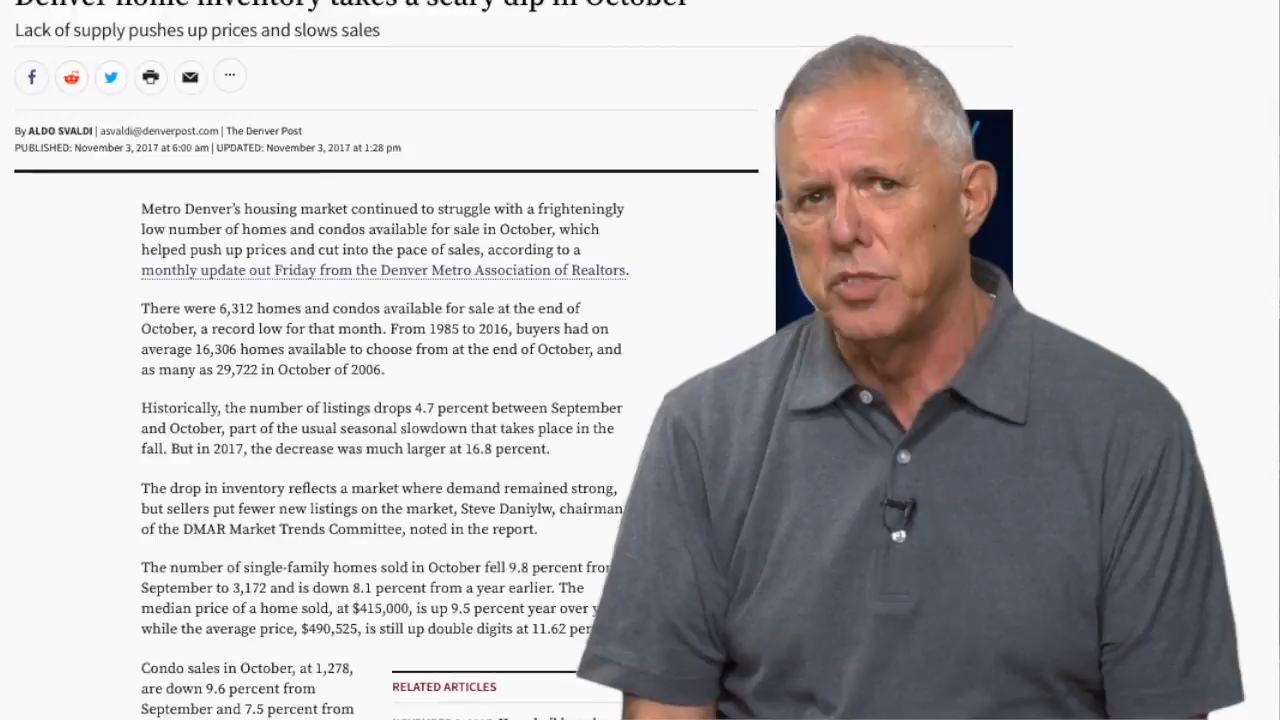 Denver home inventory takes a scary dip in October
Lack of supply pushes up prices and slows sales
By ALDO SVALDI | asvaldi@denverpost.com | The Denver Post
PUBLISHED: November 3, 2017 at 6:00 am | UPDATED: November 3, 2017 at 1:28 pm
Metro Denver’s housing market continued to struggle with a frighteningly
low number of homes and condos available for sale in October, which
helped push up prices and cut into the pace of sales, according to a
monthly update out Friday from the Denver Metro Association of Realtors.
There were 6,312 homes and condos available for sale at the end of
October, a record low for that month. From 1985 to 2016, buyers had on
average 16,306 homes available to choose from at the end of October, and
as many as 29,722 in October of 2006.
Historically, the number of listings drops 4.7 percent between September
and October, part of the usual seasonal slowdown that takes place in the
fall. But in 2017, the decrease was much larger at 16.8 percent.
The drop in inventory reflects a market where demand remained strong,
but sellers put fewer new listings on the market, Steve Daniylw, chairman
of the DMAR Market Trends Committee, noted in the report.
The number of single-family homes sold in October fell 9.8 percent from
September to 3,172 and is down 8.1 percent from a year earlier. The
median price of a home sold, at $415,000, is up 9.5 percent year over
while the average price, $490,525, is still up double digits at 11.62
Condo sales in October, at 1,278,
are down 9.6 percent from
September and 7.5 percent from
RELATED ARTICLES